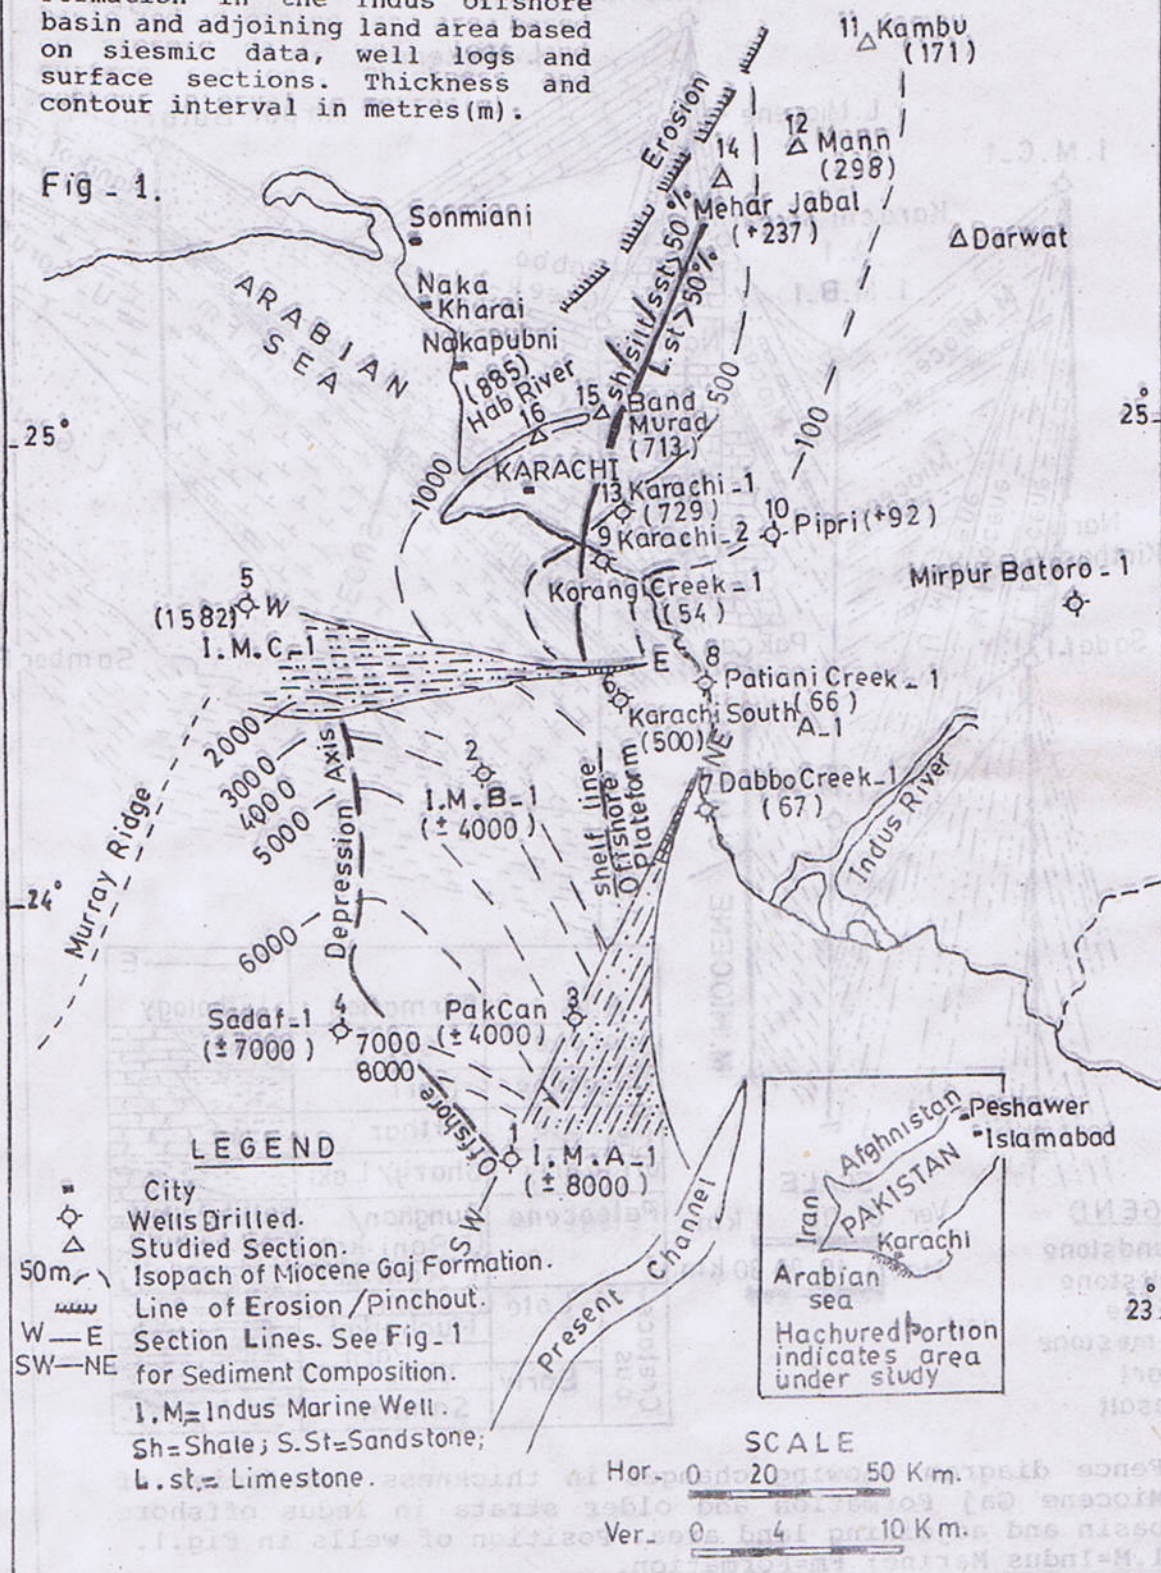 Formation in the Indus offshore
basin and adjoining land area based
on siesmic data, well logs and
surface sections. Thickness and
contour interval in metres(m).
Fig - 1.
11 Kambu
(171)
12
Mann
(298)
14
Mehar Jabal
(+237)
Darwat
Erosion
Sonmiani
Naka
Kharai
Nakapubni
(885)
Hab River
ARABIAN
SEA
sh/silt/sst>50%
L.st>50%
15
16
Band
Murad
(713)
500
100
25°
25°
1000
KARACHI
13 Karachi-1
(729)
9 Karachi-2
10
Pipri(+92)
Korangi Creek-1
(54)
Mirpur Batoro-1
5
(1582)
W
I.M.C-1
E
8
Patiani Creek-1
(66)
6
Karachi South
A-1
(500)
NE
7 Dabbo Creek-1
(67)
Indus River
2000
3000
4000
5000
6000
Murray Ridge
Depression Axis
2
I.M.B-1
(±4000)
shelf line
Offshore
Plateform
24°
Sadaf-1
(±7000)
4
PakCan
(±4000)
3
7000
8000
Offshore
1
I.M.A-1
(±8000)
SW
Present Channel
Afghnistan
Peshawer
Islamabad
Iran
PAKISTAN
Karachi
Arabian
sea
Hachured Portion
indicates area
under study
23°
LEGEND
City
Wells Drilled.
Studied Section.
50m Isopach of Miocene Gaj Formation.
Line of Erosion/Pinchout.
W—E Section Lines. See Fig-1
SW—NE for Sediment Composition.
I.M=Indus Marine Well.
Sh=Shale; S.St=Sandstone;
L.st.= Limestone.
SCALE
Hor. 0 20 50 Km.
Ver. 0 4 10 Km.